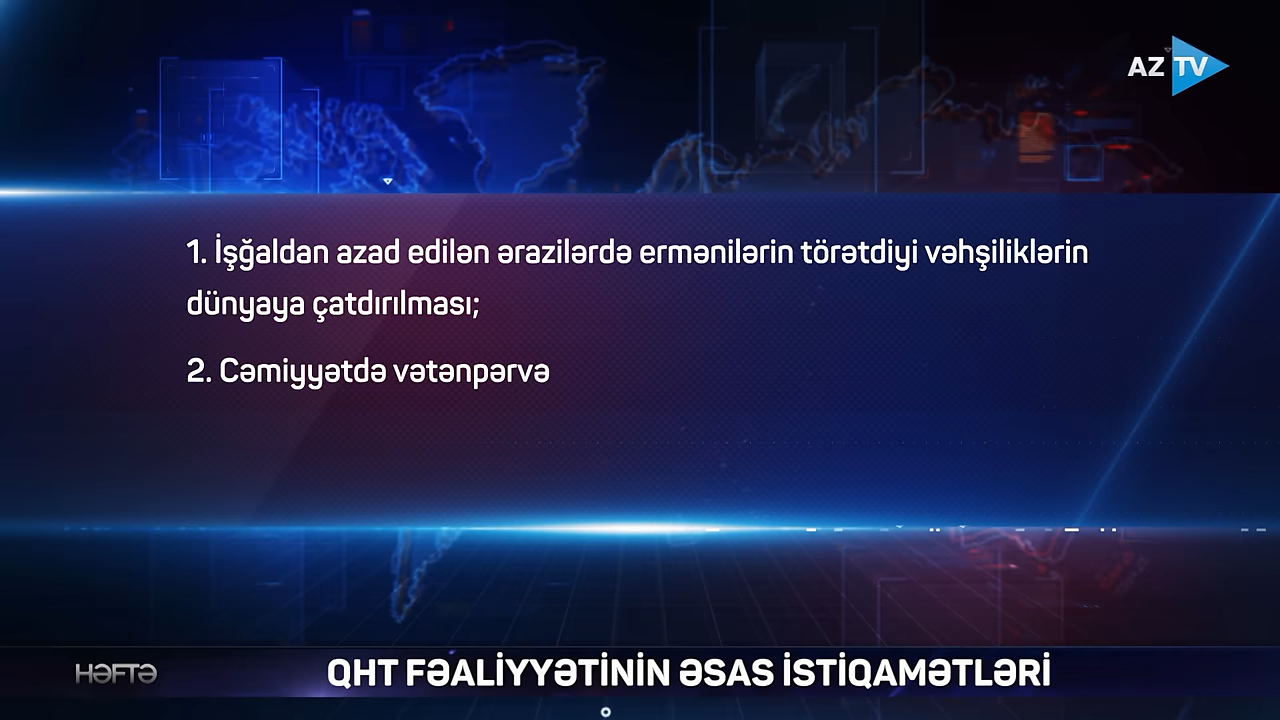 AZ TV
1. İşğaldan azad edilən ərazilərdə ermənilərin törətdiyi vəhşiliklərin
dünyaya çatdırılması;
2. Cəmiyyətdə vətənpərvə
HƏFTƏ
QHT FƏALİYYƏTİNİN ƏSAS İSTİQAMƏTLƏRİ